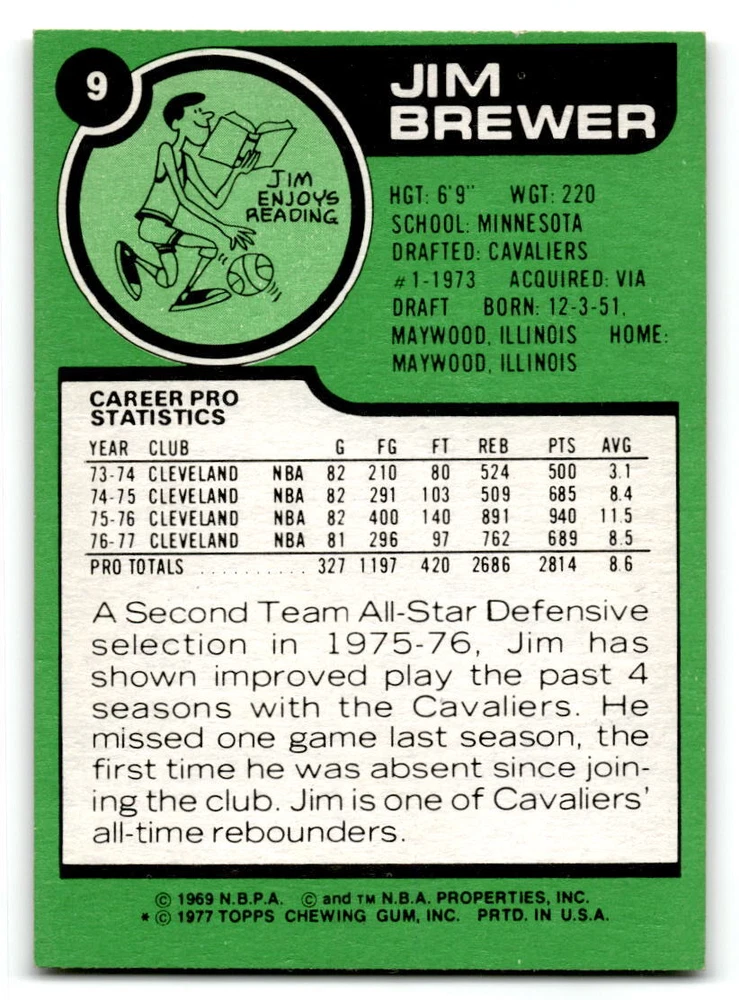 9
JIM
BREWER
JIM
ENJOYS
READING
HGT: 6'9" WGT: 220
SCHOOL: MINNESOTA
DRAFTED: CAVALIERS
#1-1973 ACQUIRED: VIA
DRAFT BORN: 12-3-51,
MAYWOOD, ILLINOIS HOME:
MAYWOOD, ILLINOIS
CAREER PRO
STATISTICS
YEAR CLUB G FG FT REB PTS AVG
73-74 CLEVELAND NBA 82 210 80 524 500 3.1
74-75 CLEVELAND NBA 82 291 103 509 685 8.4
75-76 CLEVELAND NBA 82 400 140 891 940 11.5
76-77 CLEVELAND NBA 81 296 97 762 689 8.5
PRO TOTALS .......... 327 1197 420 2686 2814 8.6
A Second Team All-Star Defensive
selection in 1975-76, Jim has
shown improved play the past 4
seasons with the Cavaliers. He
missed one game last season, the
first time he was absent since join-
ing the club. Jim is one of Cavaliers'
all-time rebounders.
© 1969 N.B.P.A. © and TM N.B.A. PROPERTIES, INC.
* © 1977 TOPPS CHEWING GUM, INC. PRTD. IN U.S.A.